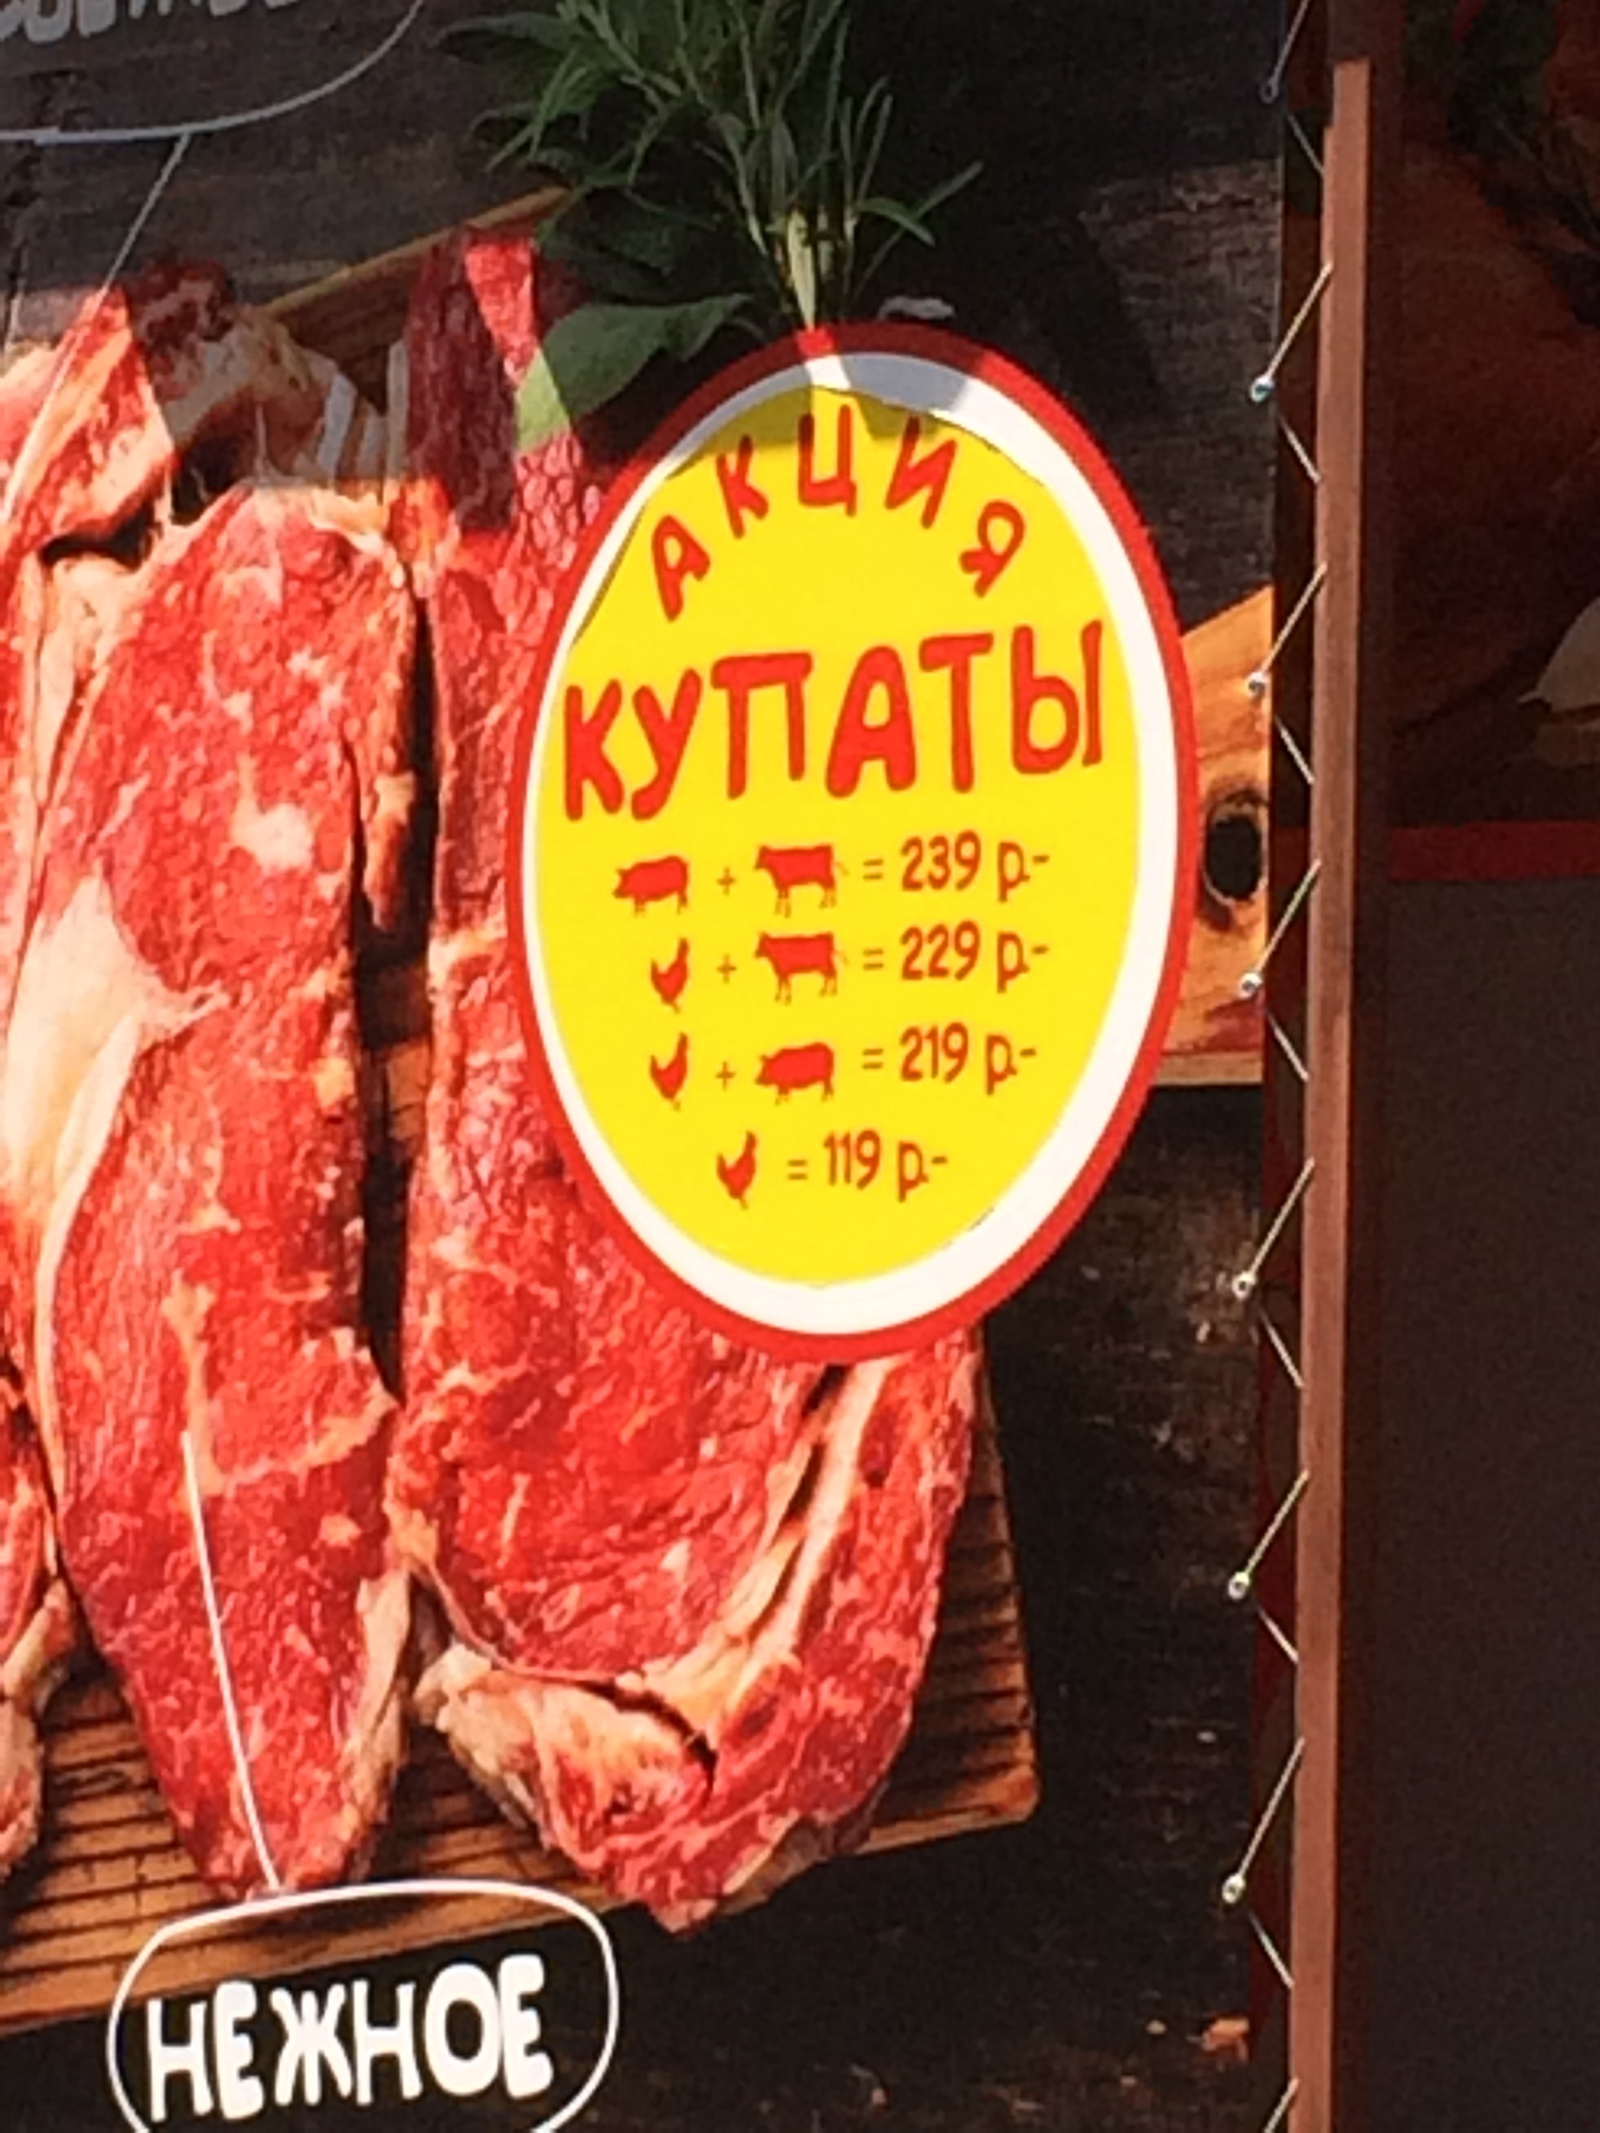 АКЦИЯ
КУПАТЫ
+ = 239 р.-
+ = 229 р.-
+ = 219 р.-
= 119 р.-
НЕЖНОЕ